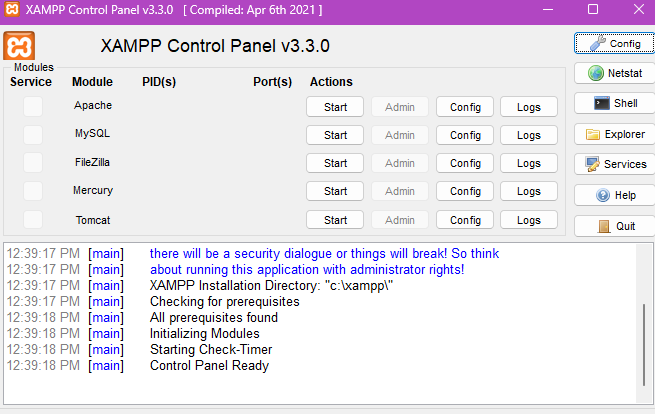 XAMPP Control Panel v3.3.0 [ Compiled: Apr 6th 2021 ]
XAMPP Control Panel v3.3.0
Config
Modules
Service Module PID(s) Port(s) Actions
Netstat
Apache Start Admin Config Logs
Shell
MySQL Start Admin Config Logs
Explorer
FileZilla Start Admin Config Logs
Services
Mercury Start Admin Config Logs
Help
Tomcat Start Admin Config Logs
Quit
12:39:17 PM [main] there will be a security dialogue or things will break! So think
12:39:17 PM [main] about running this application with administrator rights!
12:39:17 PM [main] XAMPP Installation Directory: "c:\xampp\"
12:39:17 PM [main] Checking for prerequisites
12:39:18 PM [main] All prerequisites found
12:39:18 PM [main] Initializing Modules
12:39:18 PM [main] Starting Check-Timer
12:39:18 PM [main] Control Panel Ready